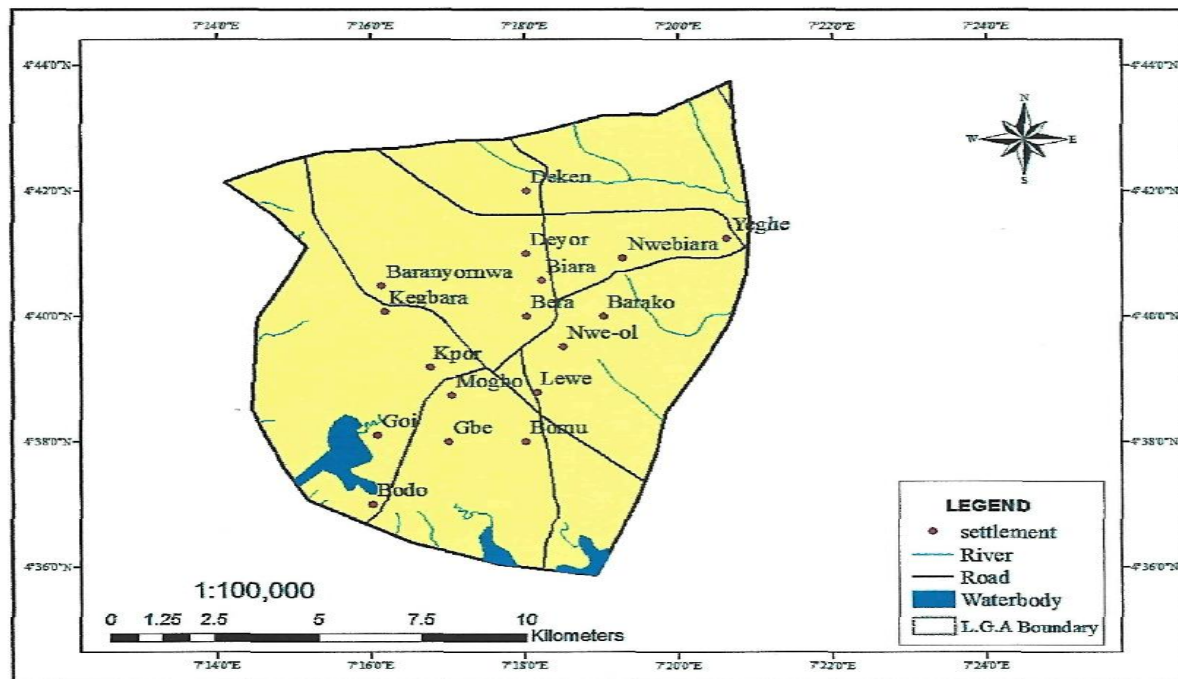 7°14'0"E 7°16'0"E 7°18'0"E 7°20'0"E 7°22'0"E 7°24'0"E
4°44'0"N 4°44'0"N
N
W E
S
4°42'0"N 4°42'0"N
Deken
Yeghe
Deyor Nwebiara
Biara
Baranyomwa
Kegbara Bera Barako
4°40'0"N 4°40'0"N
Nwe-ol
Kpor
Mogho Lewe
Goi Gbe Bomu
4°38'0"N 4°38'0"N
Bodo
LEGEND
settlement
River
Road
Waterbody
L.G.A Boundary
4°36'0"N 4°36'0"N
1:100,000
0 1.25 2.5 5 7.5 10
Kilometers
7°14'0"E 7°16'0"E 7°18'0"E 7°20'0"E 7°22'0"E 7°24'0"E